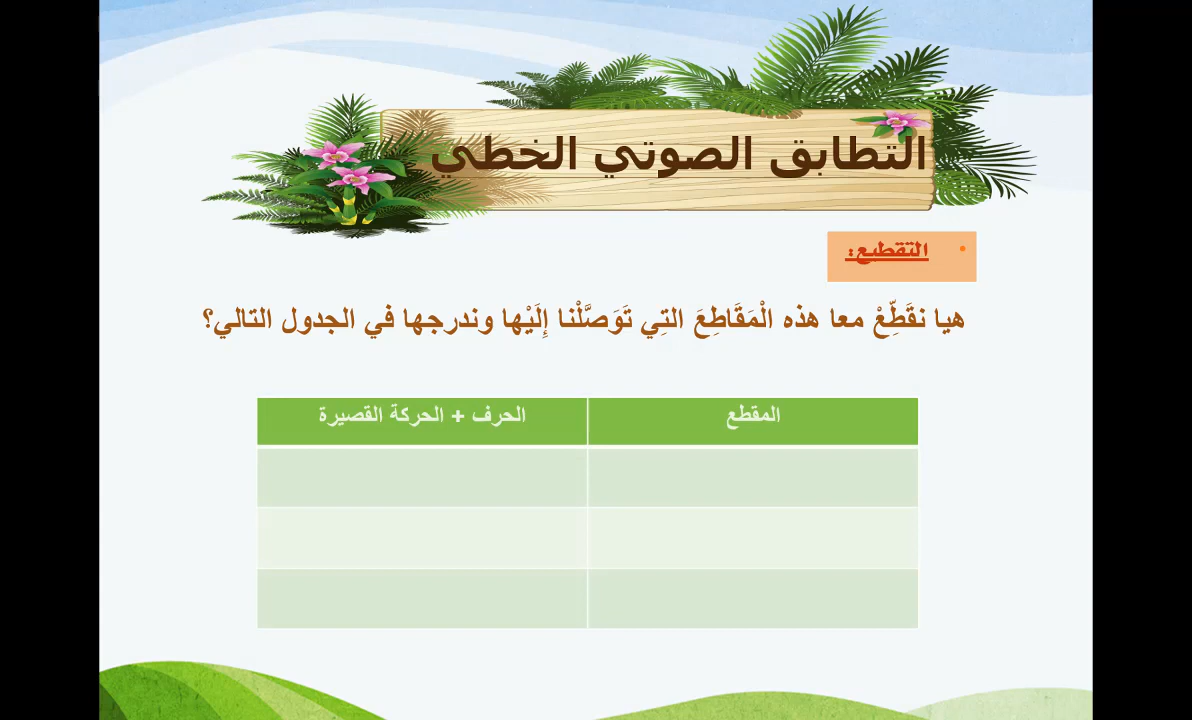 التطابق الصوتي الخطي
• التقطيع:
هيا نقَطِّعْ معا هذه الْمَقَاطِعَ التِي تَوَصَّلْنا إِلَيْها وندرجها في الجدول التالي؟
المقطع
الحرف + الحركة القصيرة